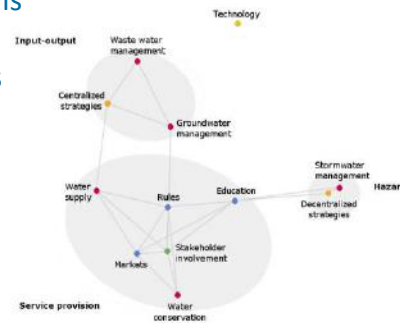 Technology
Input-output
Waste water
management
Centralized
strategies
Groundwater
management
Stormwater
management
Hazar
Decentralized
strategies
Water
supply
Rules
Education
Stakeholder
involvement
Markets
Service provision
Water
conservation